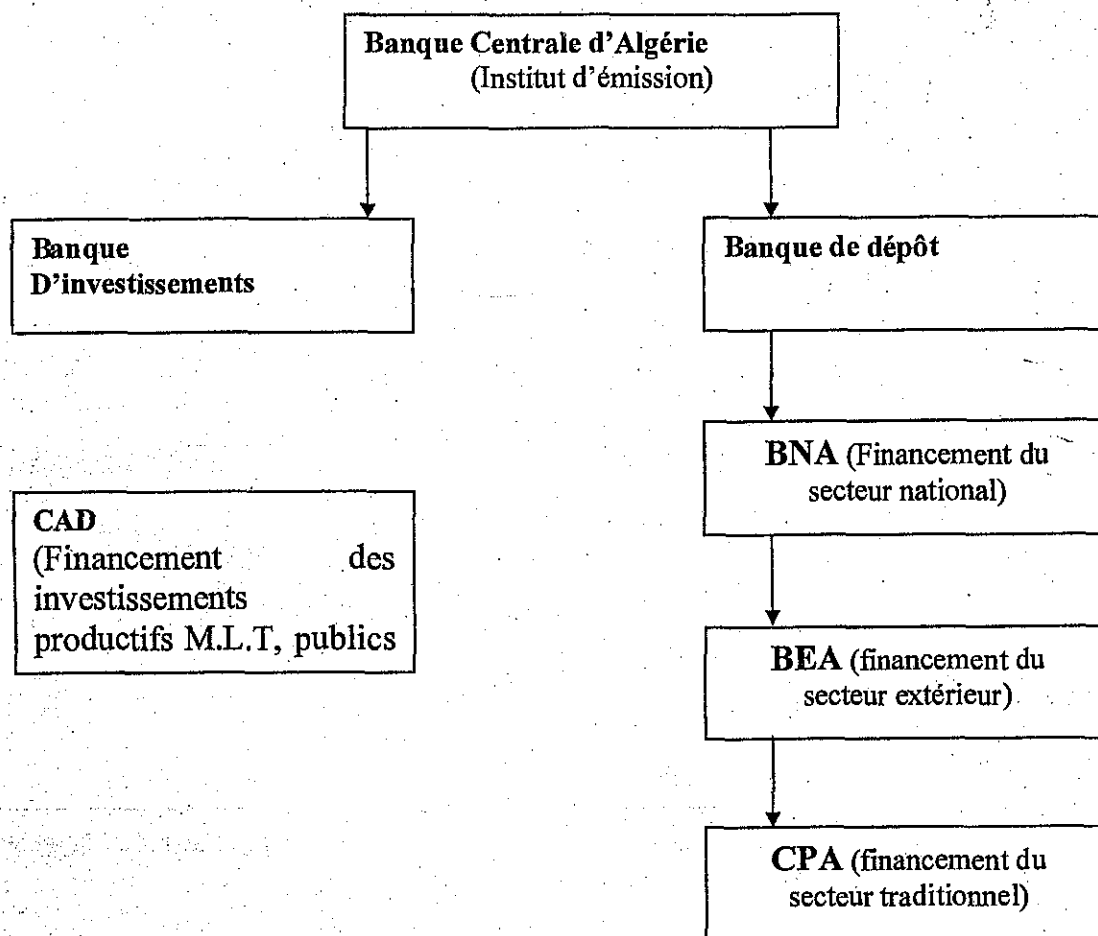 Banque Centrale d'Algérie
(Institut d'émission)
Banque
D'investissements
Banque de dépôt
BNA (Financement du
secteur national)
CAD
(Financement des
investissements
productifs M.L.T, publics
BEA (financement du
secteur extérieur)
CPA (financement du
secteur traditionnel)